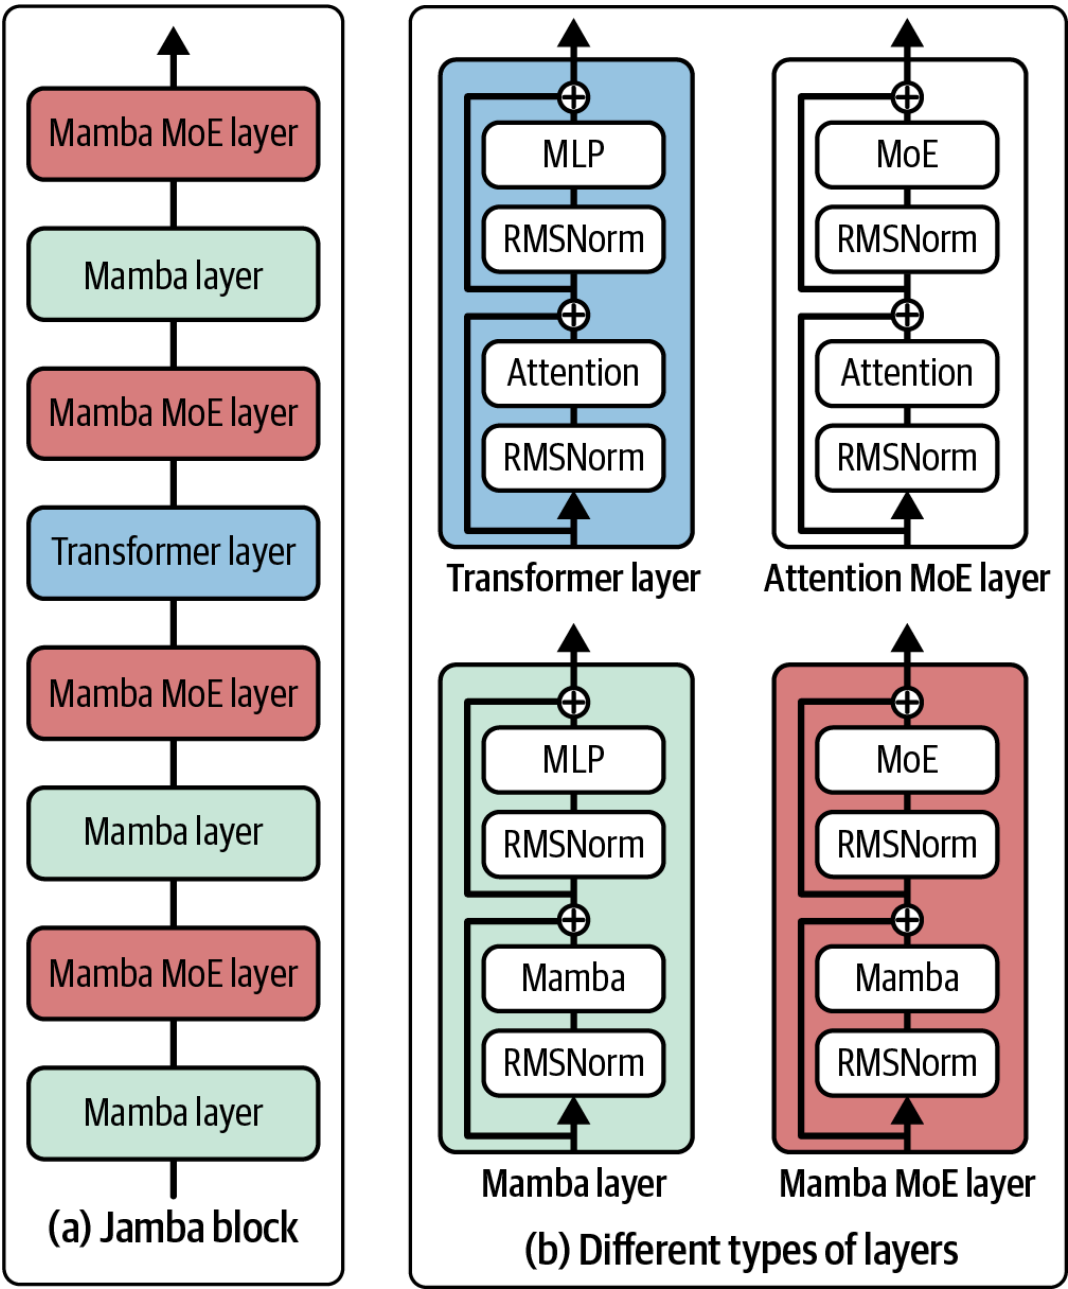 Mamba MoE layer
Mamba layer
Mamba MoE layer
Transformer layer
Mamba MoE layer
Mamba layer
Mamba MoE layer
Mamba layer
(a) Jamba block
MLP
RMSNorm
Attention
RMSNorm
Transformer layer
MoE
RMSNorm
Attention
RMSNorm
Attention MoE layer
MLP
RMSNorm
Mamba
RMSNorm
Mamba layer
MoE
RMSNorm
Mamba
RMSNorm
Mamba MoE layer
(b) Different types of layers